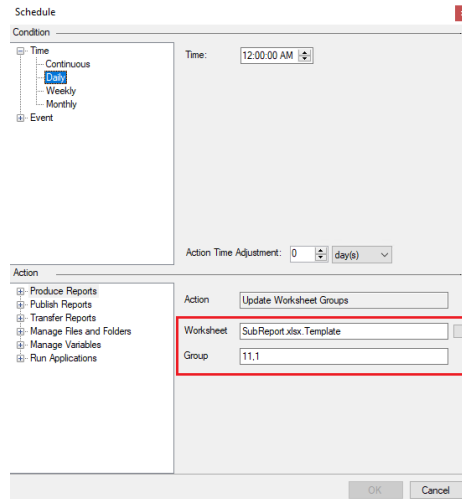 Schedule
Condition
Time
Continuous
Daily
Weekly
Monthly
Event
Time: 12:00:00 AM
Action Time Adjustment: 0 day(s)
Action
Produce Reports
Publish Reports
Transfer Reports
Manage Files and Folders
Manage Variables
Run Applications
Action Update Worksheet Groups
Worksheet SubReport.xlsx.Template
Group 11,1
OK Cancel